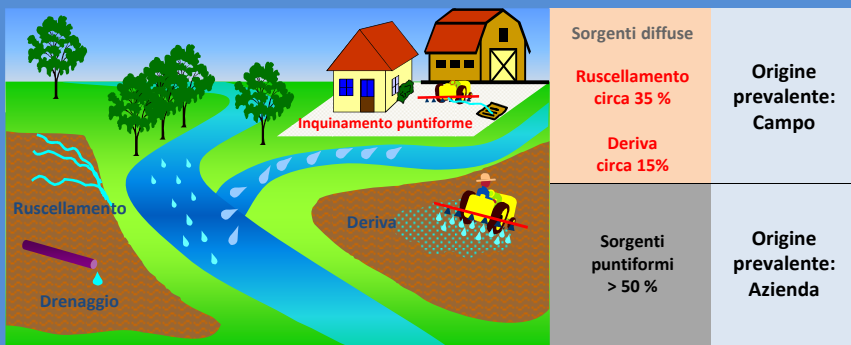 Inquinamento puntiforme
Ruscellamento
Deriva
Drenaggio
Sorgenti diffuse
Ruscellamento
circa 35 %
Deriva
circa 15%
Origine
prevalente:
Campo
Sorgenti
puntiformi
> 50 %
Origine
prevalente:
Azienda